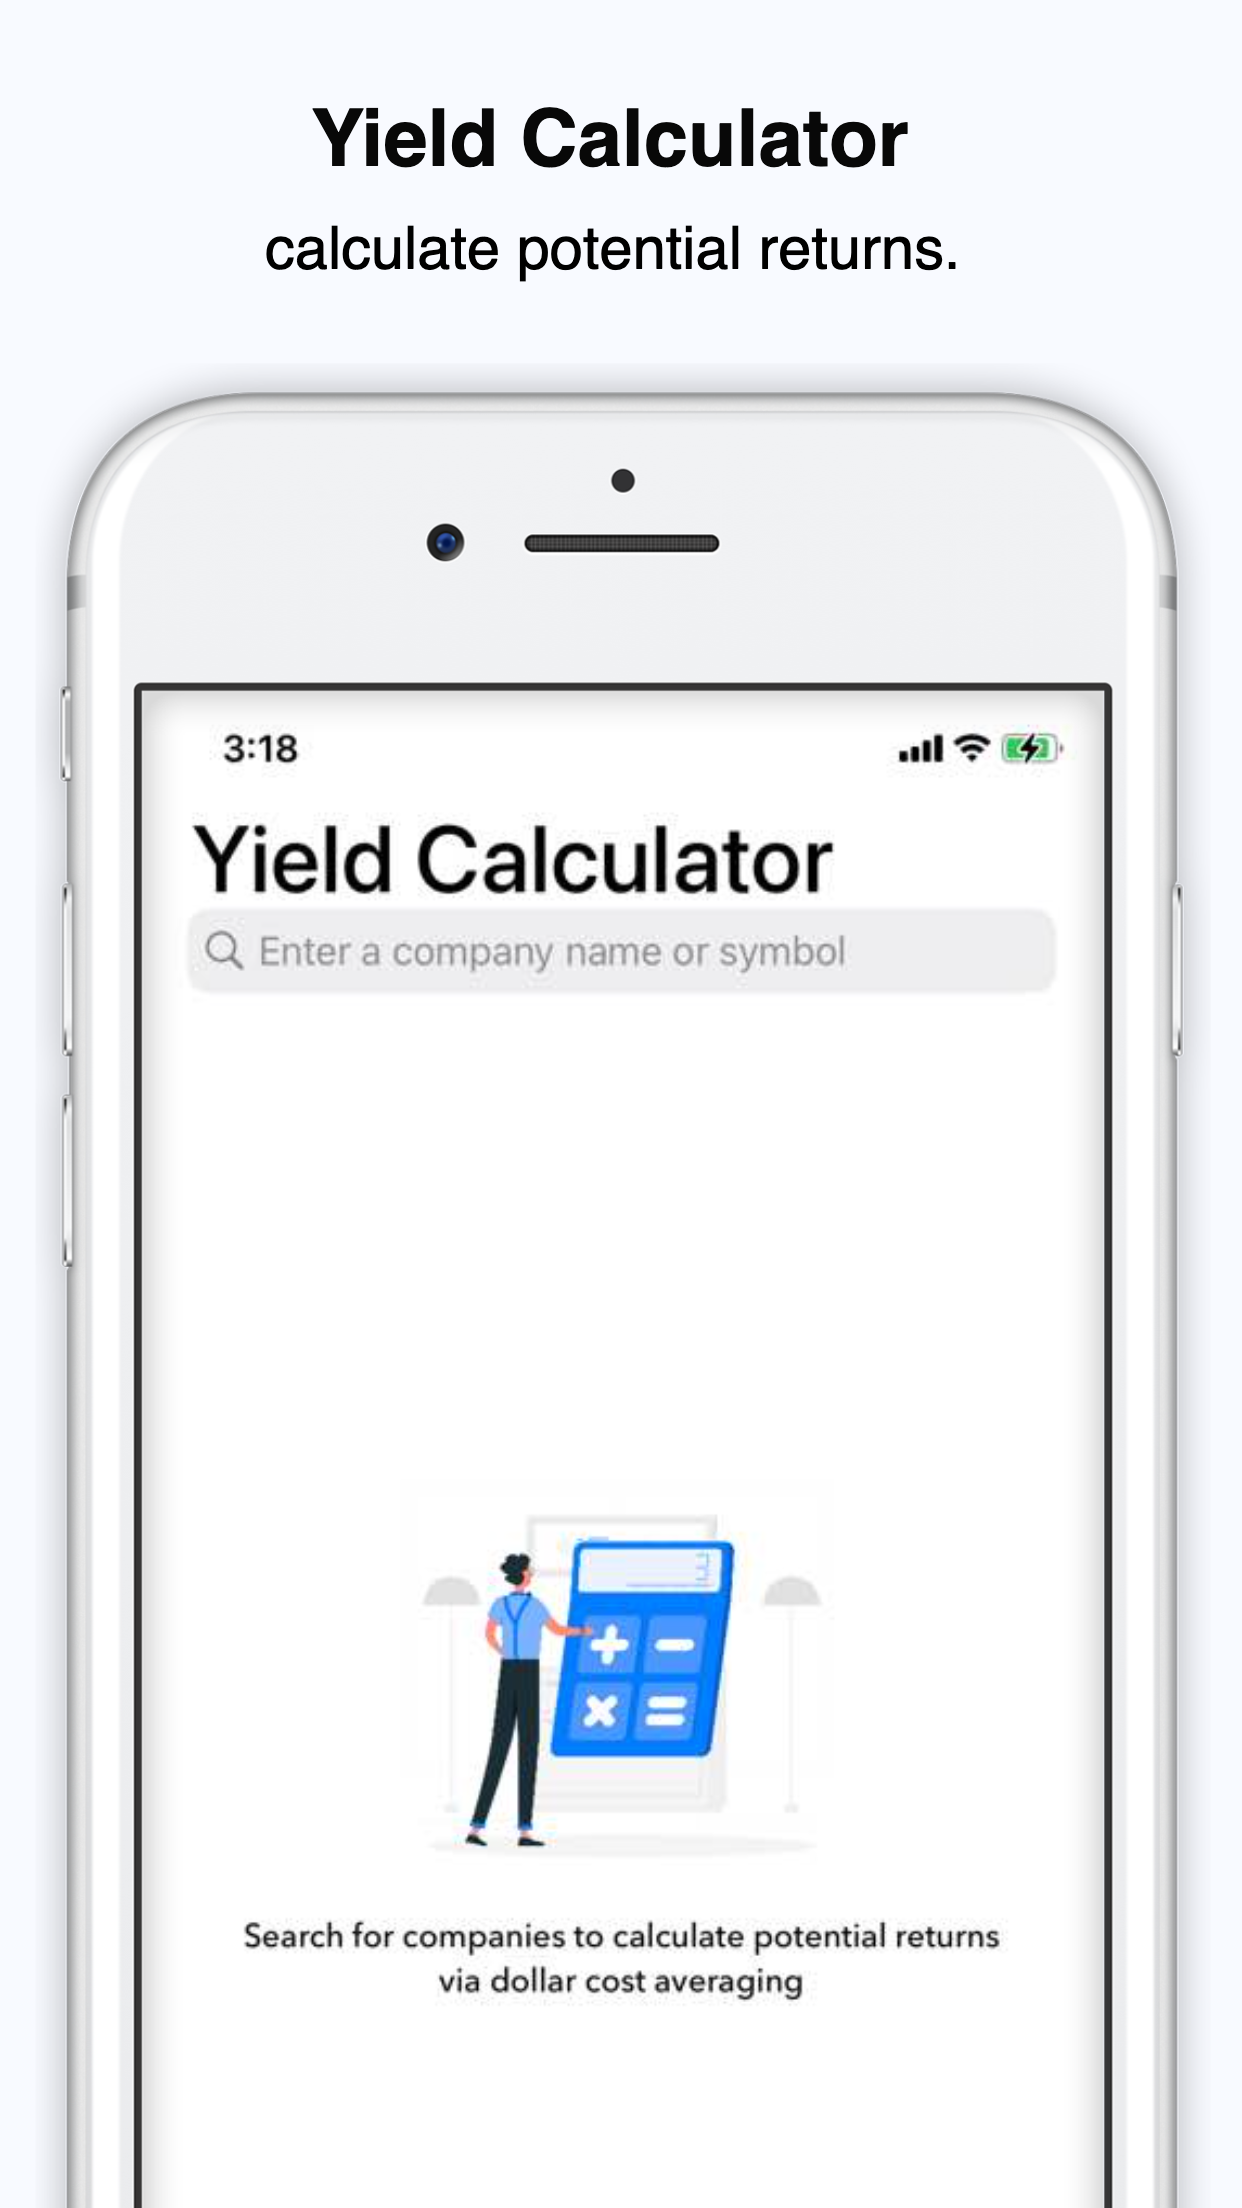 Yield Calculator
calculate potential returns.
3:18
Yield Calculator
Enter a company name or symbol
Search for companies to calculate potential returns
via dollar cost averaging